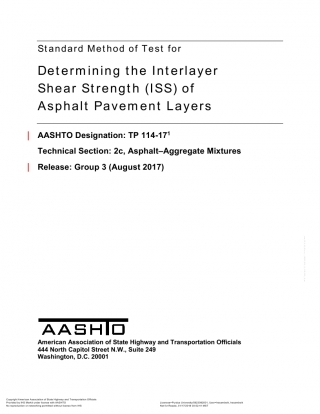 Standard Method of Test for
Determining the Interlayer
Shear Strength (ISS) of
Asphalt Pavement Layers
AASHTO Designation: TP 114-17¹
Technical Section: 2c, Asphalt–Aggregate Mixtures
Release: Group 3 (August 2017)
AASHTO
American Association of State Highway and Transportation Officials
444 North Capitol Street N.W., Suite 249
Washington, D.C. 20001